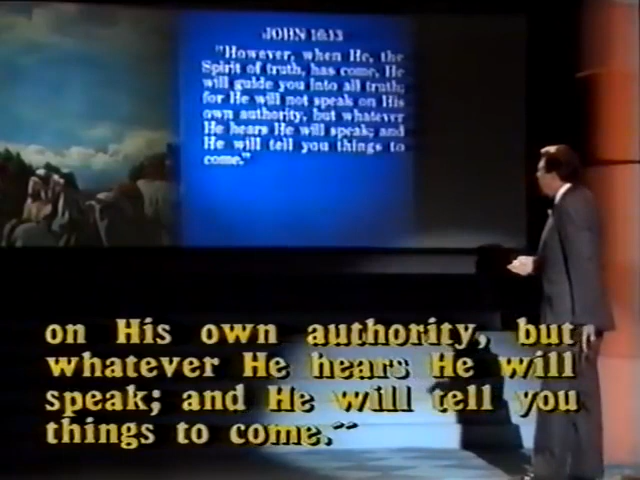 JOHN 16:13
"However, when He, the
Spirit of truth, has come, He
will guide you into all truth;
for He will not speak on His
own authority, but whatever
He hears He will speak; and
He will tell you things to
come."
on His own authority, but
whatever He hears He will
speak; and He will tell you
things to come."